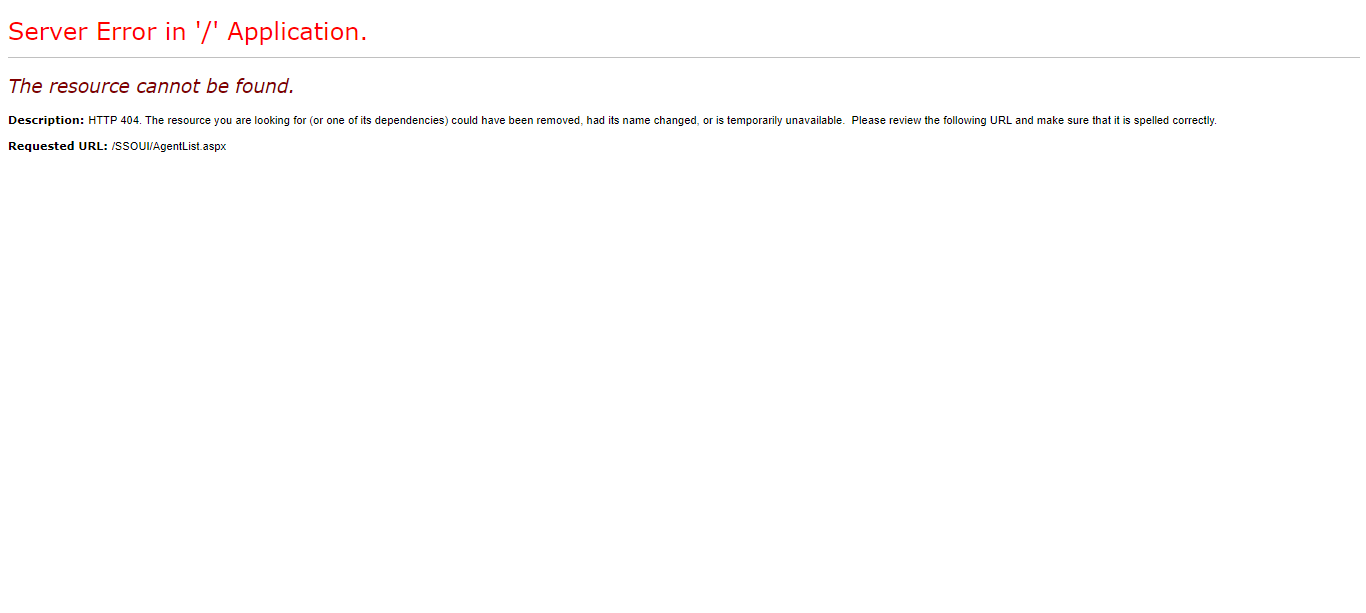 Server Error in '/' Application.
The resource cannot be found.
Description: HTTP 404. The resource you are looking for (or one of its dependencies) could have been removed, had its name changed, or is temporarily unavailable.  Please review the following URL and make sure that it is spelled correctly.
Requested URL: /SSOUI/AgentList.aspx